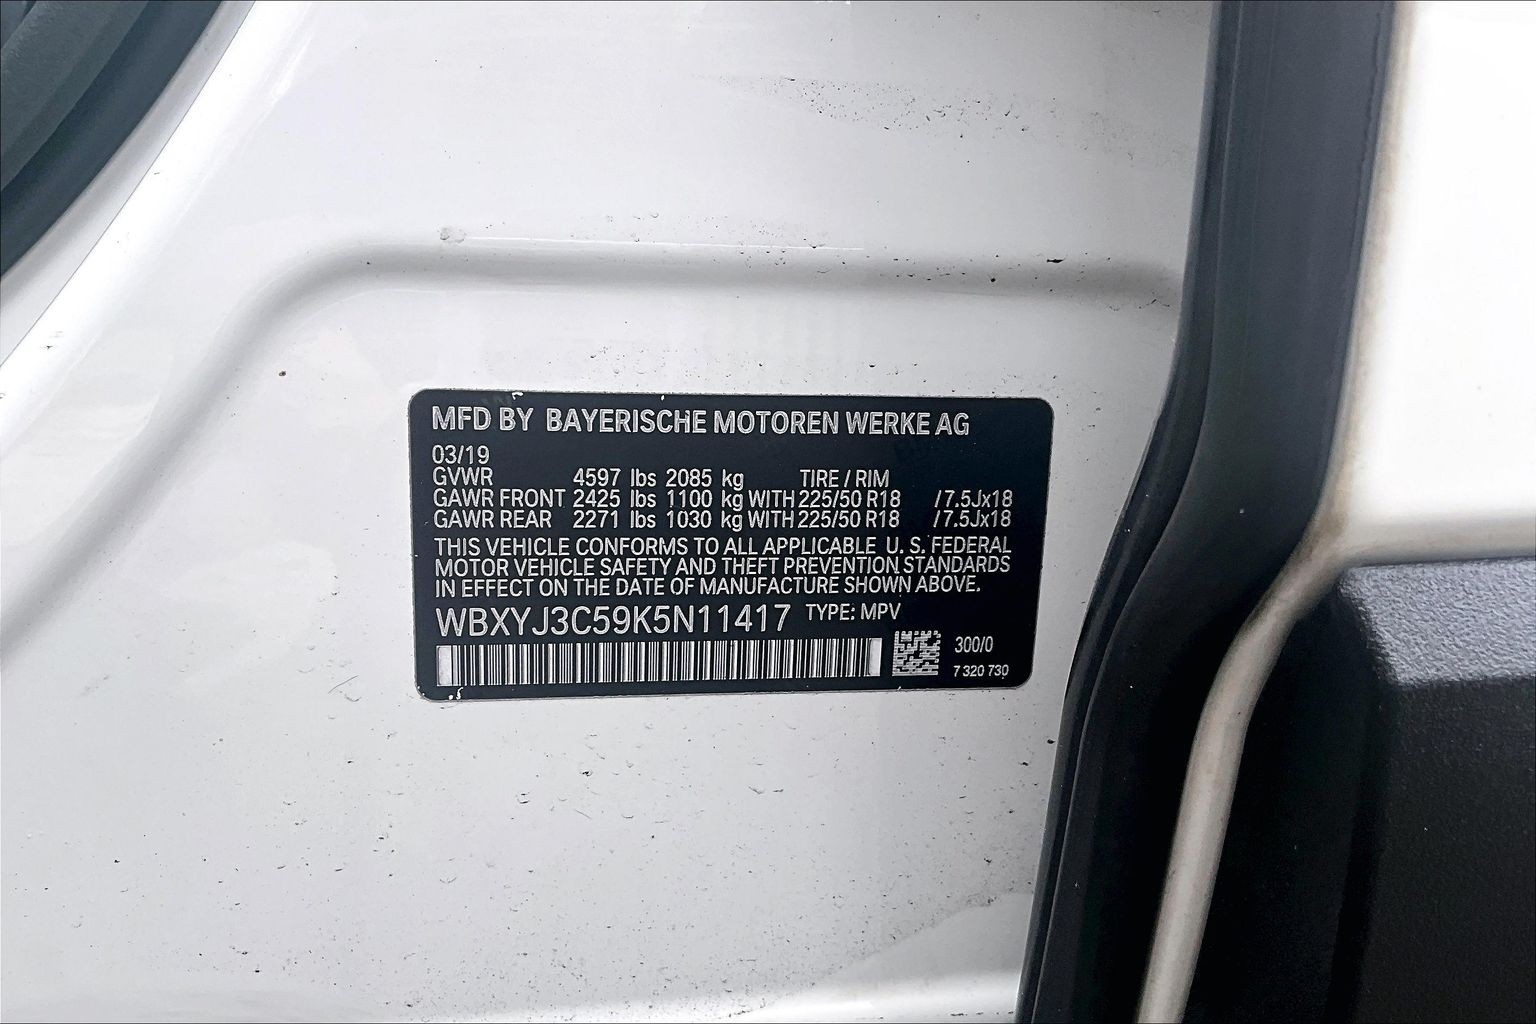 MFD BY BAYERISCHE MOTOREN WERKE AG
03/19
GVWR 4597 lbs 2085 kg TIRE / RIM
GAWR FRONT 2425 lbs 1100 kg WITH 225/50 R18 / 7.5Jx18
GAWR REAR 2271 lbs 1030 kg WITH 225/50 R18 / 7.5Jx18
THIS VEHICLE CONFORMS TO ALL APPLICABLE U. S. FEDERAL
MOTOR VEHICLE SAFETY AND THEFT PREVENTION STANDARDS
IN EFFECT ON THE DATE OF MANUFACTURE SHOWN ABOVE.
WBXYJ3C59K5N11417 TYPE: MPV
300/0
7 320 730